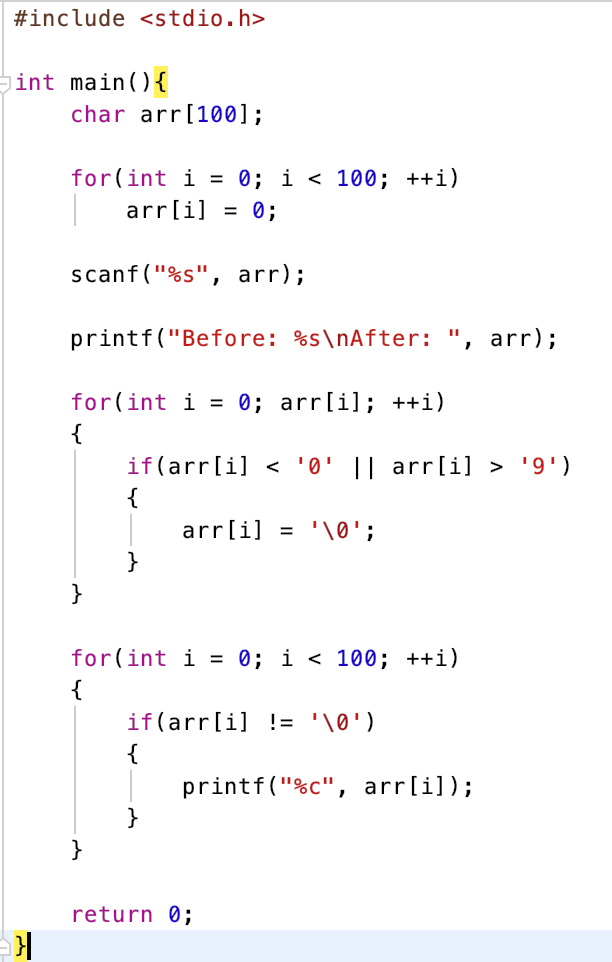 #include <stdio.h>
int main(){
char arr[100];
for(int i = 0; i < 100; ++i)
arr[i] = 0;
scanf("%s", arr);
printf("Before: %s\nAfter: ", arr);
for(int i = 0; arr[i]; ++i)
{
if(arr[i] < '0' || arr[i] > '9')
{
arr[i] = '\0';
}
}
for(int i = 0; i < 100; ++i)
{
if(arr[i] != '\0')
{
printf("%c", arr[i]);
}
}
return 0;
}